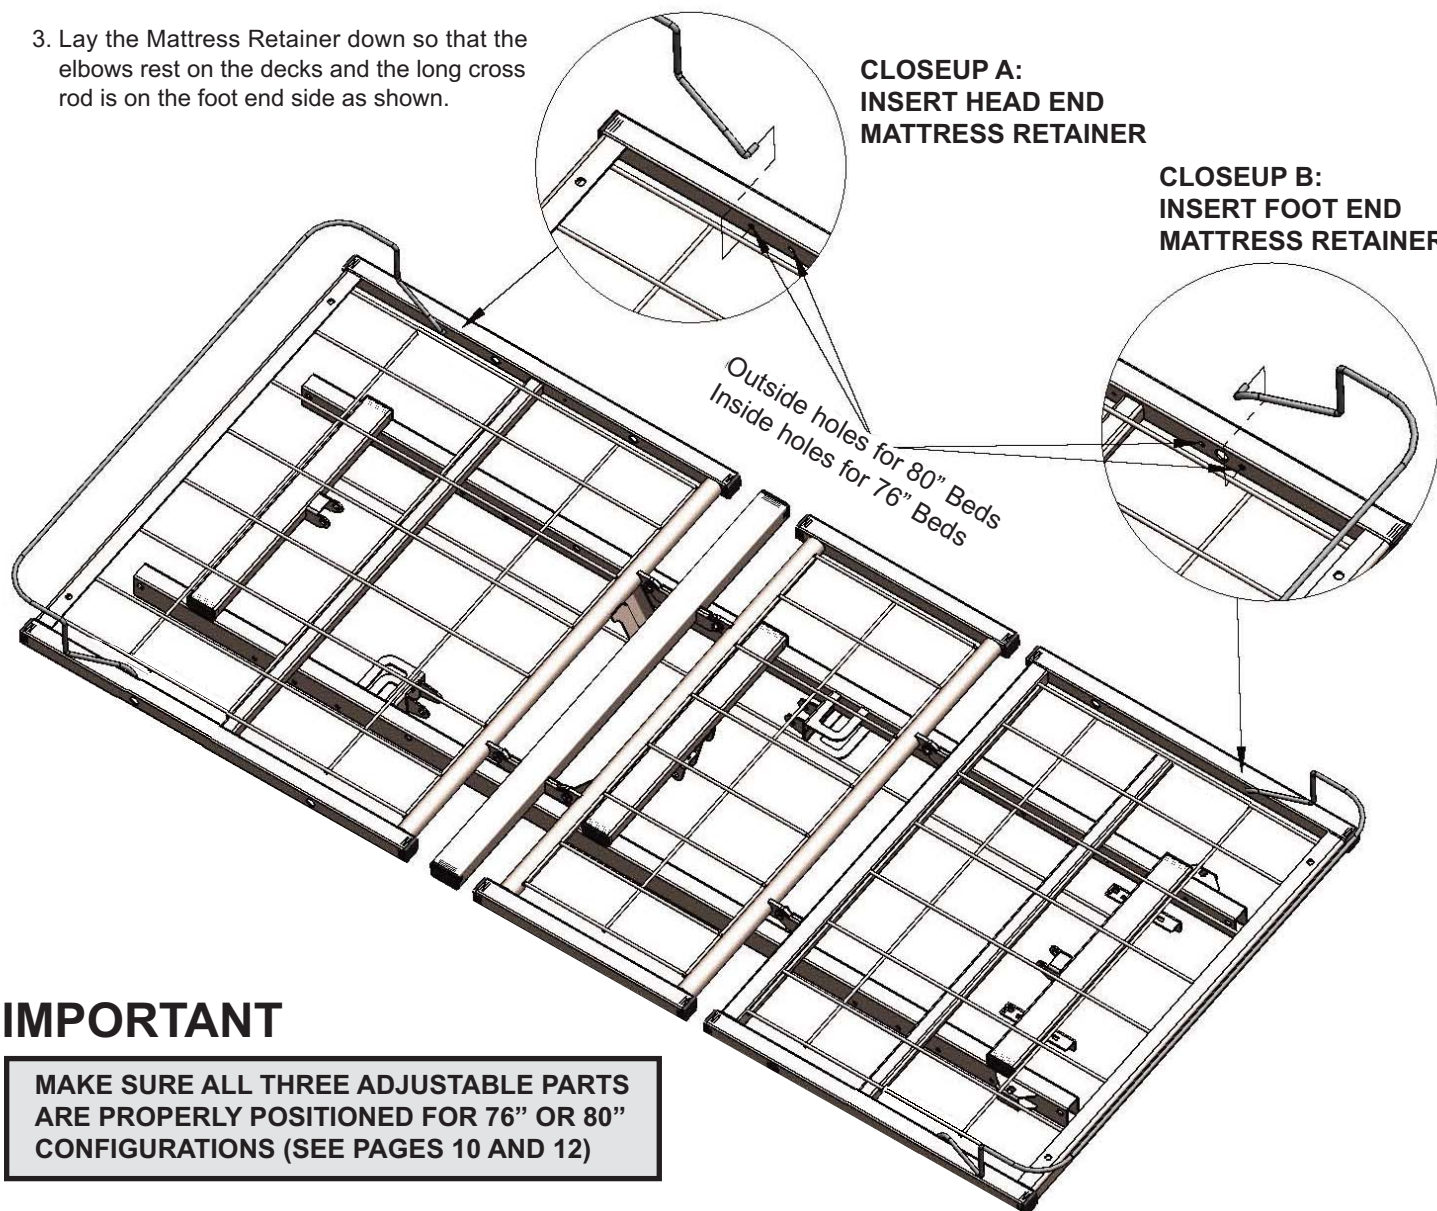 3. Lay the Mattress Retainer down so that the
elbows rest on the decks and the long cross
rod is on the foot end side as shown.
CLOSEUP A:
INSERT HEAD END
MATTRESS RETAINER
CLOSEUP B:
INSERT FOOT END
MATTRESS RETAINER
Outside holes for 80” Beds
Inside holes for 76” Beds
IMPORTANT
MAKE SURE ALL THREE ADJUSTABLE PARTS
ARE PROPERLY POSITIONED FOR 76” OR 80”
CONFIGURATIONS (SEE PAGES 10 AND 12)